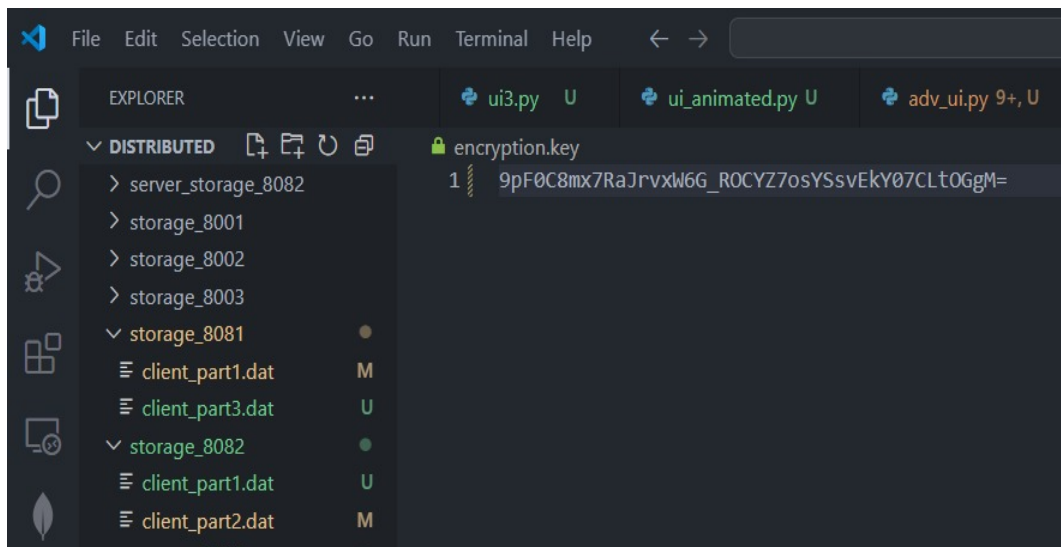 File Edit Selection View Go Run Terminal Help
EXPLORER
ui3.py U
ui_animated.py U
adv_ui.py 9+, U
DISTRIBUTED
encryption.key
1 9pF0C8mx7RaJrvxW6G_ROCYZ7osYSsvEkY07CLtOGgM=
server_storage_8082
storage_8001
storage_8002
storage_8003
storage_8081
client_part1.dat M
client_part3.dat U
storage_8082
client_part1.dat U
client_part2.dat M